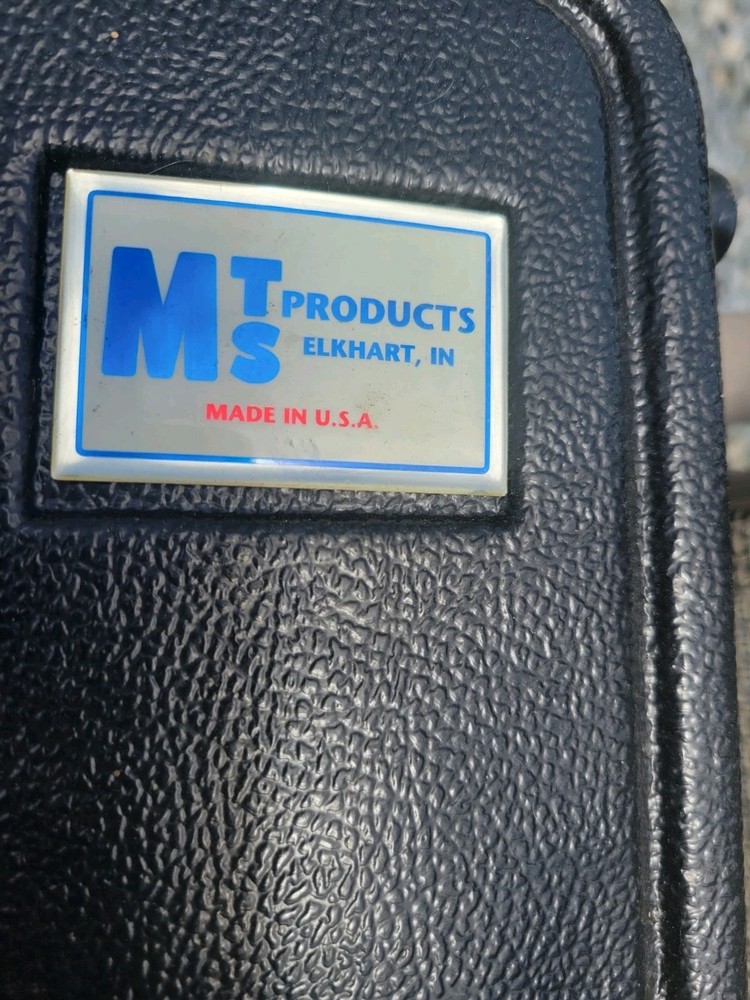 MTS PRODUCTS
ELKHART, IN
MADE IN U.S.A.